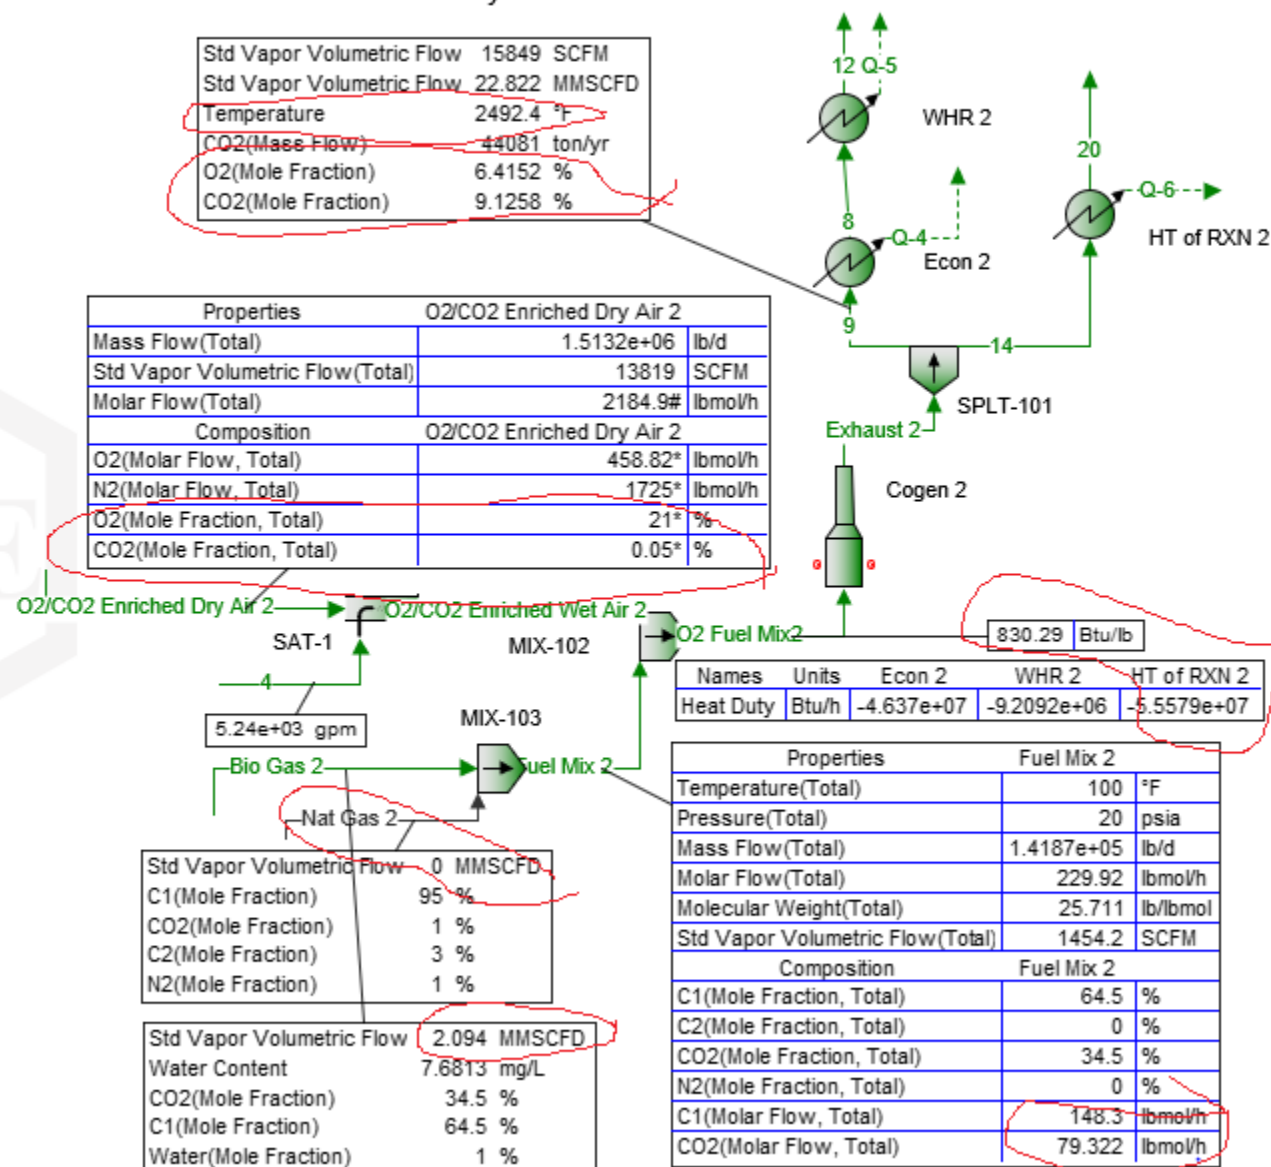 Std Vapor Volumetric Flow 15849 SCFM
Std Vapor Volumetric Flow 22.822 MMSCFD
Temperature 2492.4 °F
CO2(Mass Flow) 44081 ton/yr
O2(Mole Fraction) 6.4152 %
CO2(Mole Fraction) 9.1258 %
12 Q-5
WHR 2
20
Q-6
HT of RXN 2
8
Q-4
Econ 2
9
14
SPLT-101
Exhaust 2
Cogen 2
Properties O2/CO2 Enriched Dry Air 2
Mass Flow(Total) 1.5132e+06 lb/d
Std Vapor Volumetric Flow(Total) 13819 SCFM
Molar Flow(Total) 2184.9# lbmol/h
Composition O2/CO2 Enriched Dry Air 2
O2(Molar Flow, Total) 458.82* lbmol/h
N2(Molar Flow, Total) 1725* lbmol/h
O2(Mole Fraction, Total) 21* %
CO2(Mole Fraction, Total) 0.05* %
O2/CO2 Enriched Dry Air 2
O2/CO2 Enriched Wet Air 2
SAT-1
MIX-102
O2 Fuel Mix2
830.29 Btu/lb
4
5.24e+03 gpm
Names Units Econ 2 WHR 2 HT of RXN 2
Heat Duty Btu/h -4.637e+07 -9.2092e+06 -5.5579e+07
MIX-103
Bio Gas 2
Fuel Mix 2
Nat Gas 2
Std Vapor Volumetric Flow 0 MMSCFD
C1(Mole Fraction) 95 %
CO2(Mole Fraction) 1 %
C2(Mole Fraction) 3 %
N2(Mole Fraction) 1 %
Std Vapor Volumetric Flow 2.094 MMSCFD
Water Content 7.6813 mg/L
CO2(Mole Fraction) 34.5 %
C1(Mole Fraction) 64.5 %
Water(Mole Fraction) 1 %
Properties Fuel Mix 2
Temperature(Total) 100 °F
Pressure(Total) 20 psia
Mass Flow(Total) 1.4187e+05 lb/d
Molar Flow(Total) 229.92 lbmol/h
Molecular Weight(Total) 25.711 lb/lbmol
Std Vapor Volumetric Flow(Total) 1454.2 SCFM
Composition Fuel Mix 2
C1(Mole Fraction, Total) 64.5 %
C2(Mole Fraction, Total) 0 %
CO2(Mole Fraction, Total) 34.5 %
N2(Mole Fraction, Total) 0 %
C1(Molar Flow, Total) 148.3 lbmol/h
CO2(Molar Flow, Total) 79.322 lbmol/h